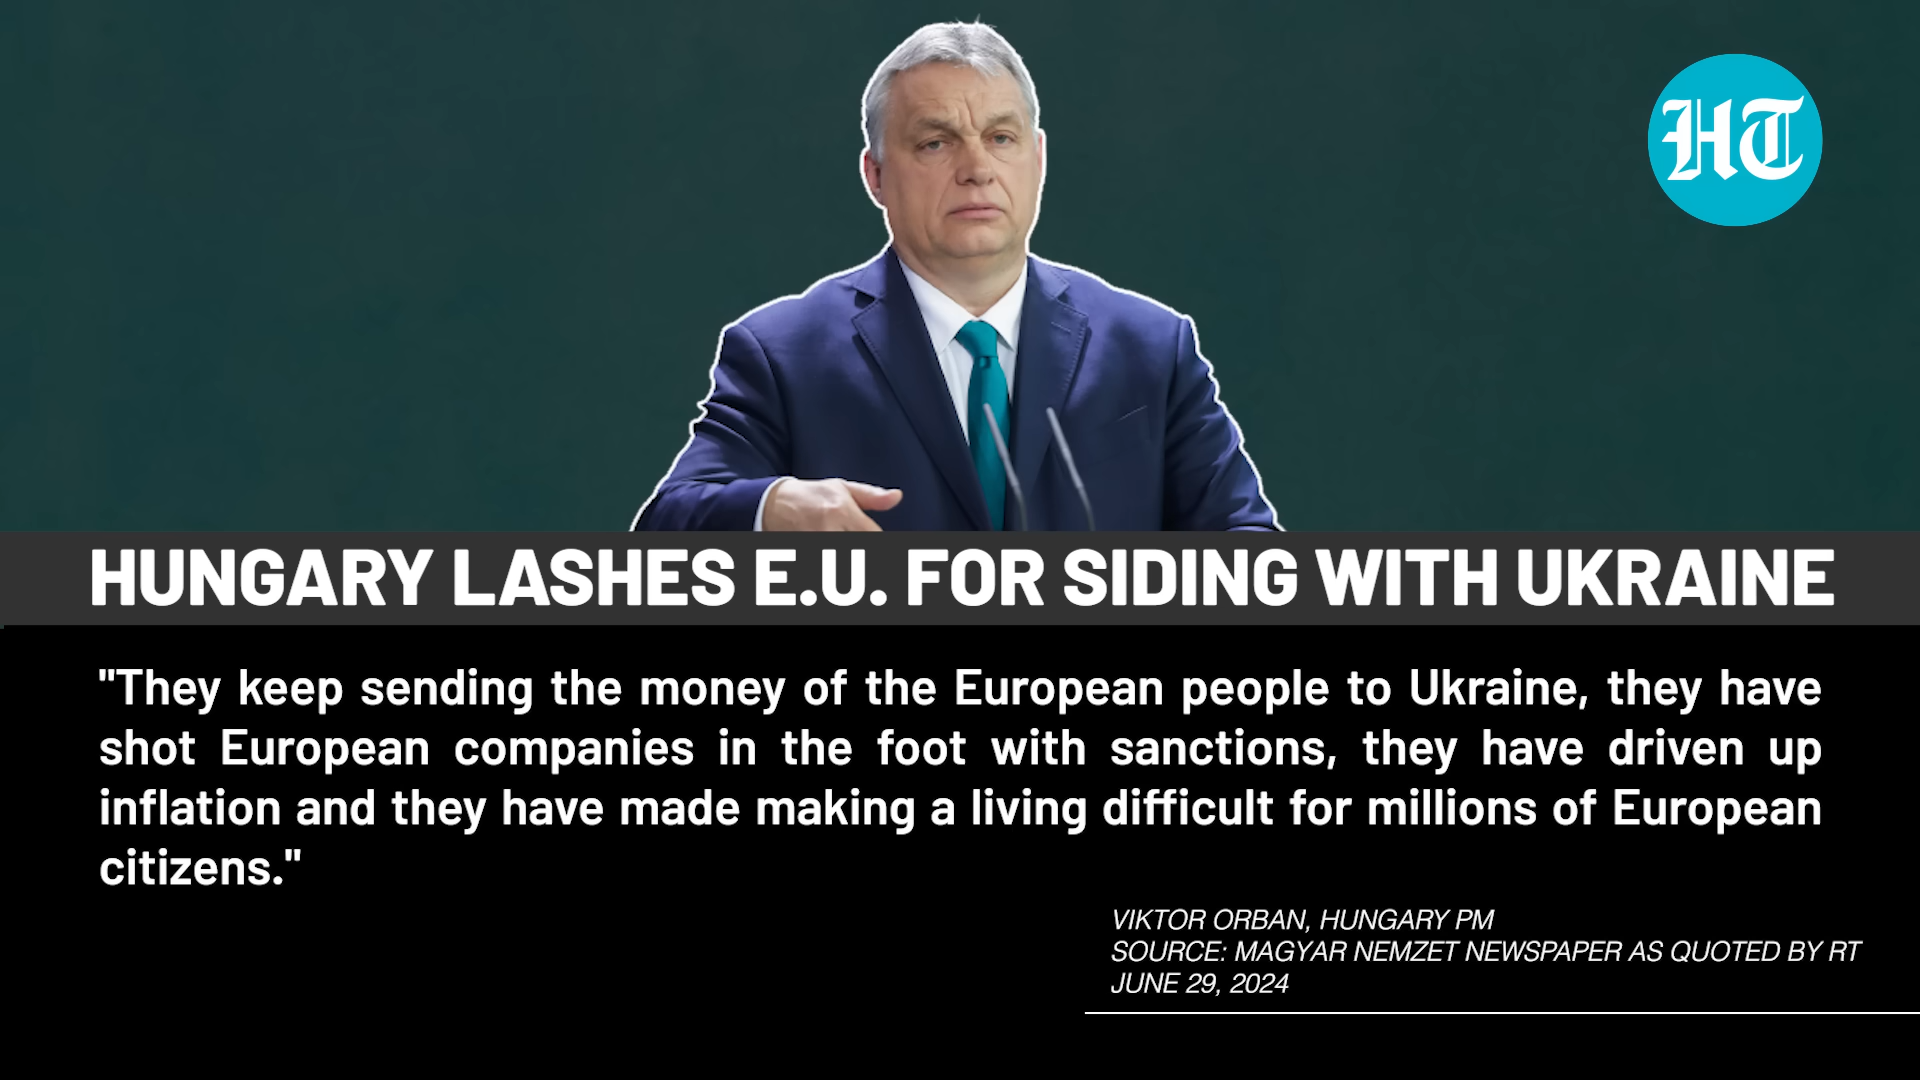 HT
HUNGARY LASHES E.U. FOR SIDING WITH UKRAINE
"They keep sending the money of the European people to Ukraine, they have
shot European companies in the foot with sanctions, they have driven up
inflation and they have made making a living difficult for millions of European
citizens."
VIKTOR ORBAN, HUNGARY PM
SOURCE: MAGYAR NEMZET NEWSPAPER AS QUOTED BY RT
JUNE 29, 2024